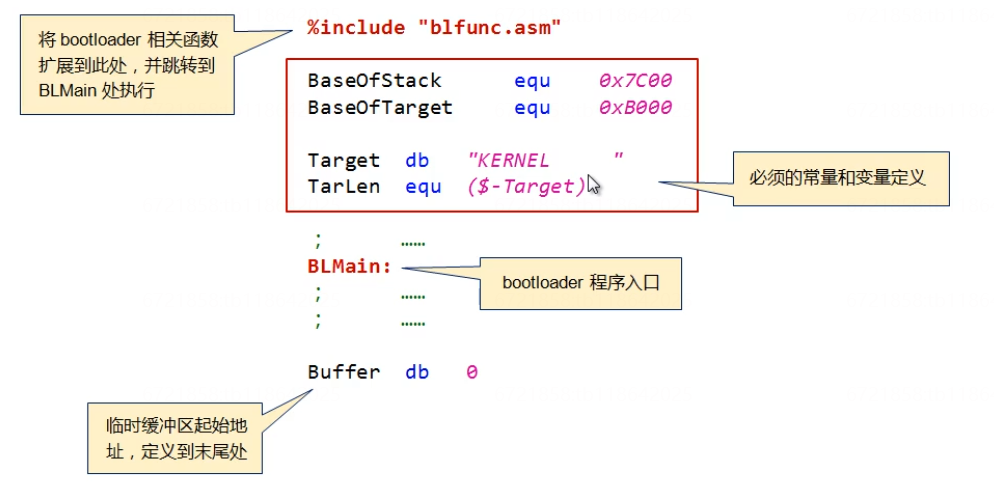 将 bootloader 相关函数
扩展到此处，并跳转到
BLMain 处执行
%include "blfunc.asm"
BaseOfStack equ 0x7C00
BaseOfTarget equ 0xB000
Target db "KERNEL     "
TarLen equ ($-Target)
必须的常量和变量定义
; ……
BLMain:
bootloader 程序入口
; ……
; ……
Buffer db 0
临时缓冲区起始地
址，定义到末尾处